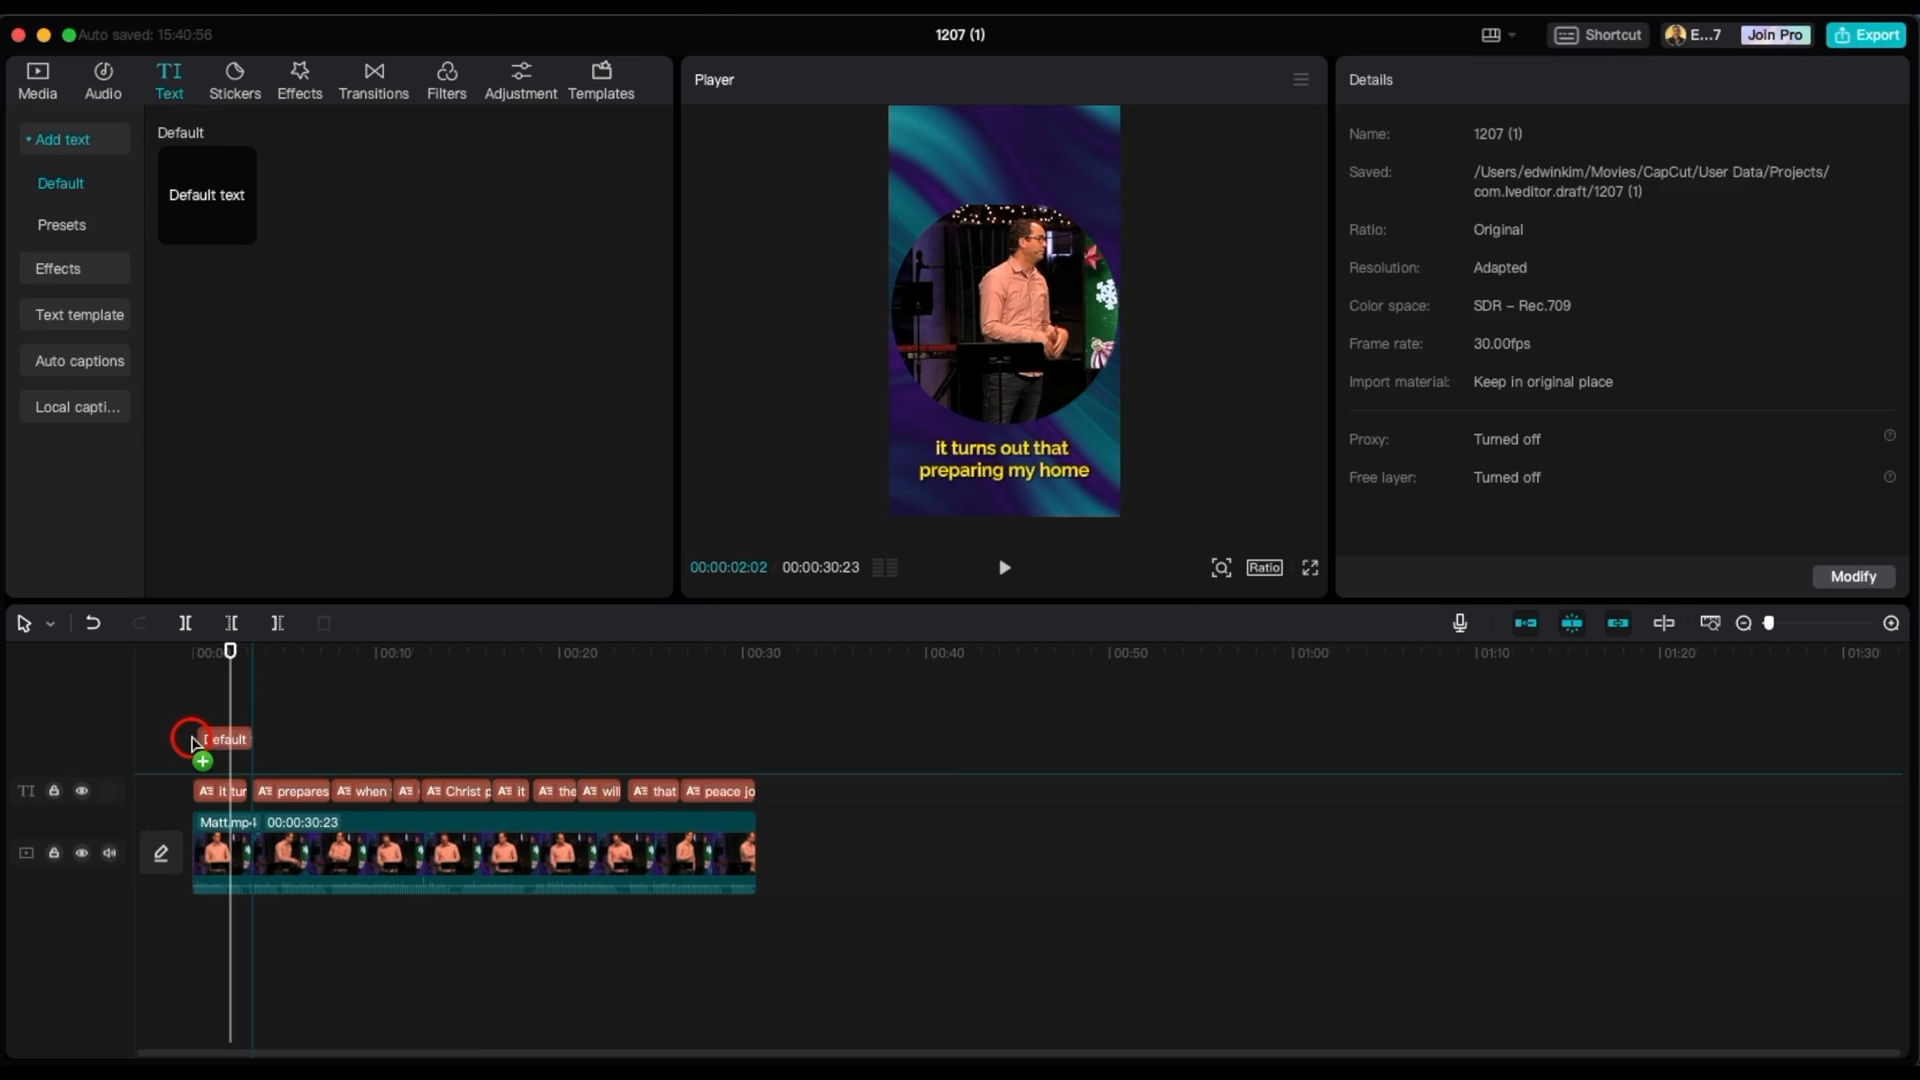 Auto saved: 15:40:56
1207 (1)
Shortcut
E...7
Join Pro
Export
Media
Audio
TI
Text
Stickers
Effects
Transitions
Filters
Adjustment
Templates
Add text
Default
Presets
Effects
Text template
Auto captions
Local capti...
Default
Default text
Player
it turns out that
preparing my home
00:00:02:02
00:00:30:23
Ratio
Details
Name: 1207 (1)
Saved: /Users/edwinkim/Movies/CapCut/User Data/Projects/
com.lveditor.draft/1207 (1)
Ratio: Original
Resolution: Adapted
Color space: SDR – Rec.709
Frame rate: 30.00fps
Import material: Keep in original place
Proxy: Turned off
Free layer: Turned off
Modify
00:10
00:20
00:30
00:40
00:50
01:00
01:10
01:20
01:30
TI
it tur
prepares
when
Christ p
it
the
will
that
peace jo
Matt.mp4 00:00:30:23